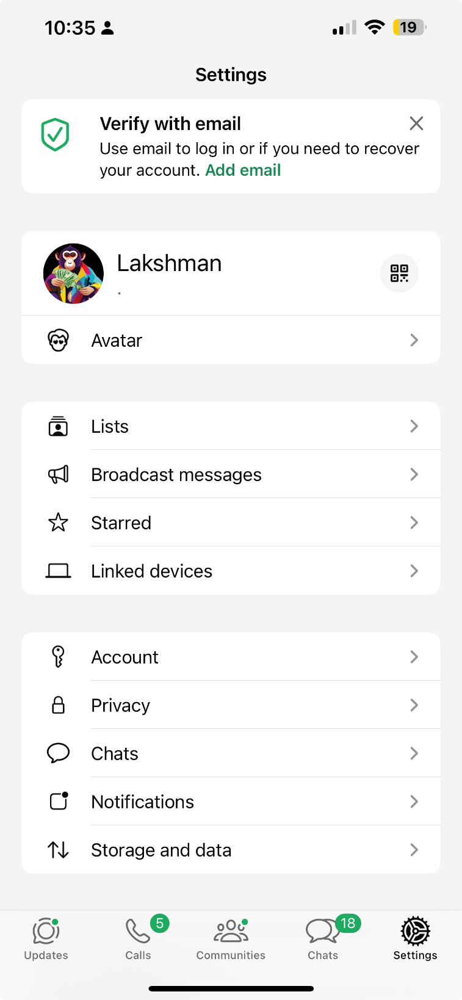 10:35
19
Settings
Verify with email
Use email to log in or if you need to recover
your account. Add email
Lakshman
.
Avatar
Lists
Broadcast messages
Starred
Linked devices
Account
Privacy
Chats
Notifications
Storage and data
5
18
Updates
Calls
Communities
Chats
Settings